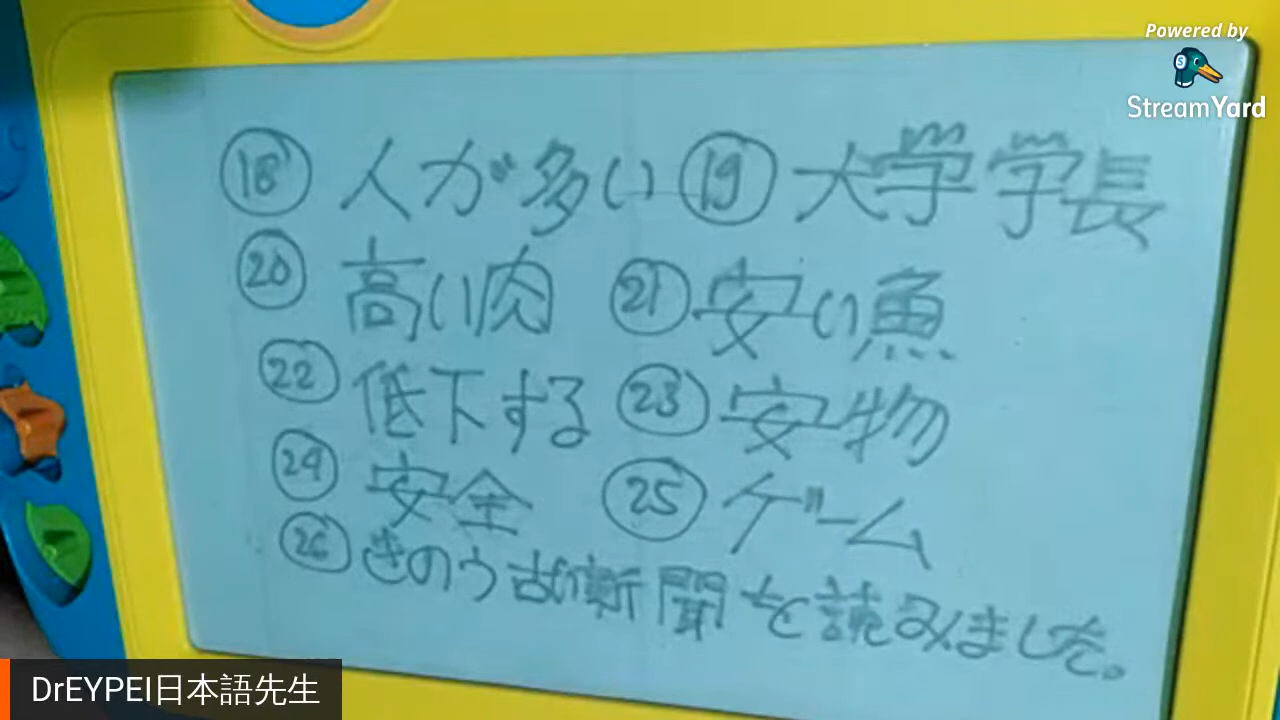 Powered by
StreamYard
⑱ 人が多い ⑲ 大学学長
⑳ 高い肉 ㉑ 安い魚
㉒ 低下する ㉓ 安物
㉔ 安全 ㉕ ゲーム
㉖ きのう古い新聞を読みました。
DrEYPEI日本語先生